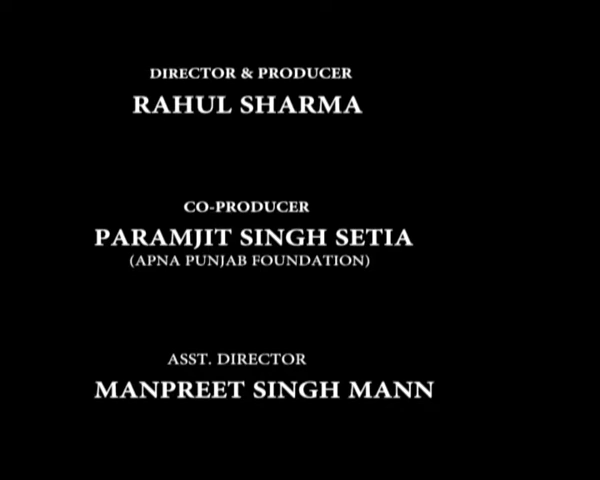 DIRECTOR & PRODUCER
RAHUL SHARMA
CO-PRODUCER
PARAMJIT SINGH SETIA
(APNA PUNJAB FOUNDATION)
ASST. DIRECTOR
MANPREET SINGH MANN